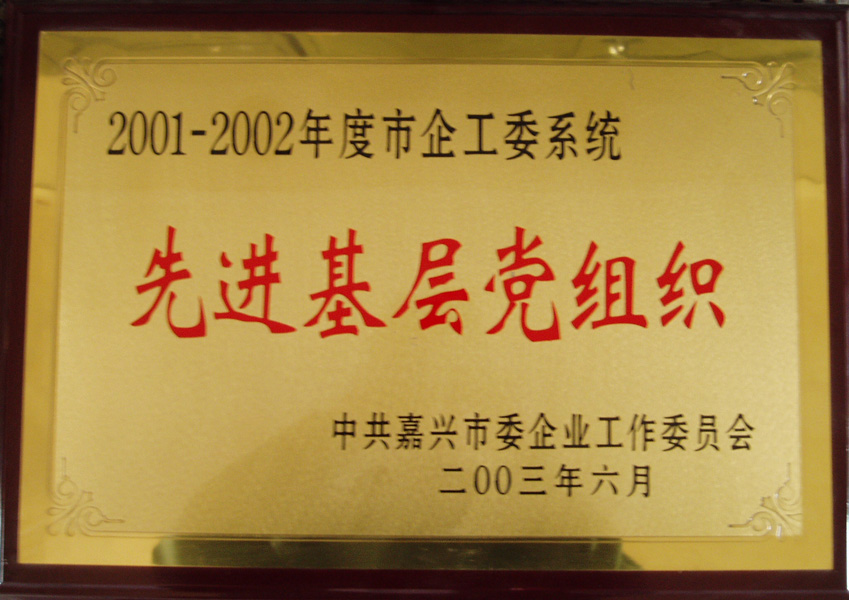 2001-2002年度市企工委系统
先进基层党组织
中共嘉兴市委企业工作委员会
二00三年六月